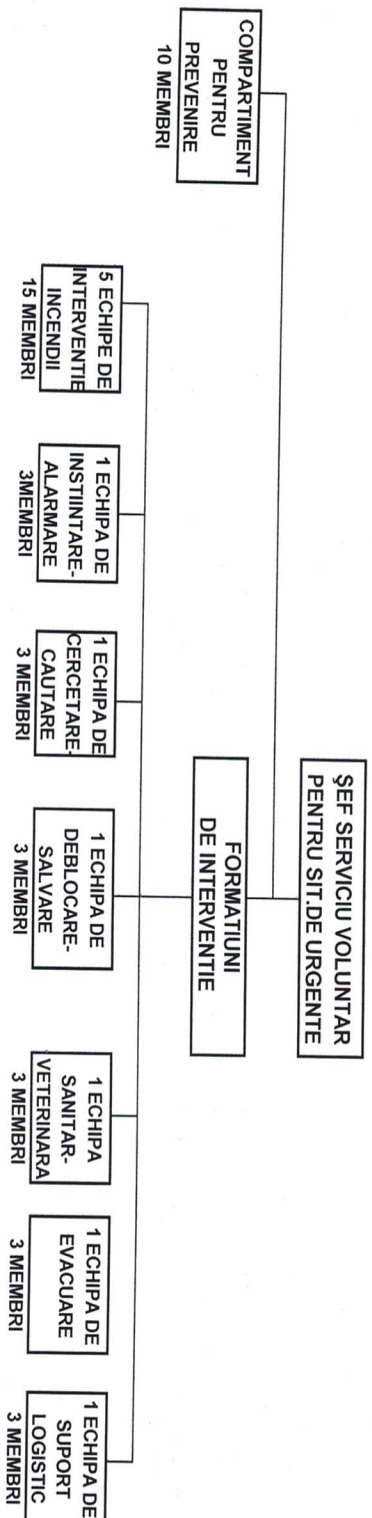 ŞEF SERVICIU VOLUNTAR
PENTRU SIT.DE URGENTE
COMPARTIMENT
PENTRU
PREVENIRE
10 MEMBRI
FORMATIUNI
DE INTERVENTIE
5 ECHIPE DE
INTERVENTIE
INCENDII
15 MEMBRI
1 ECHIPA DE
INSTIINTARE-
ALARMARE
3MEMBRI
1 ECHIPA DE
CERCETARE-
CAUTARE
3 MEMBRI
1 ECHIPA DE
DEBLOCARE-
SALVARE
3 MEMBRI
1 ECHIPA
SANITAR-
VETERINARA
3 MEMBRI
1 ECHIPA DE
EVACUARE
3 MEMBRI
1 ECHIPA DE
SUPORT
LOGISTIC
3 MEMBRI